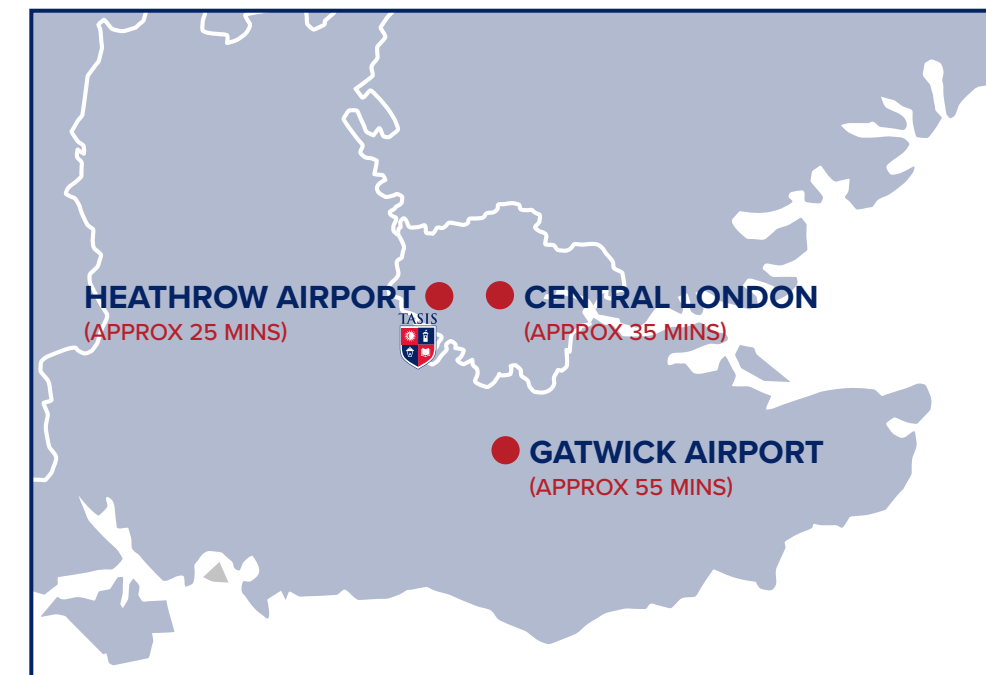 HEATHROW AIRPORT
(APPROX 25 MINS)
TASIS
CENTRAL LONDON
(APPROX 35 MINS)
GATWICK AIRPORT
(APPROX 55 MINS)